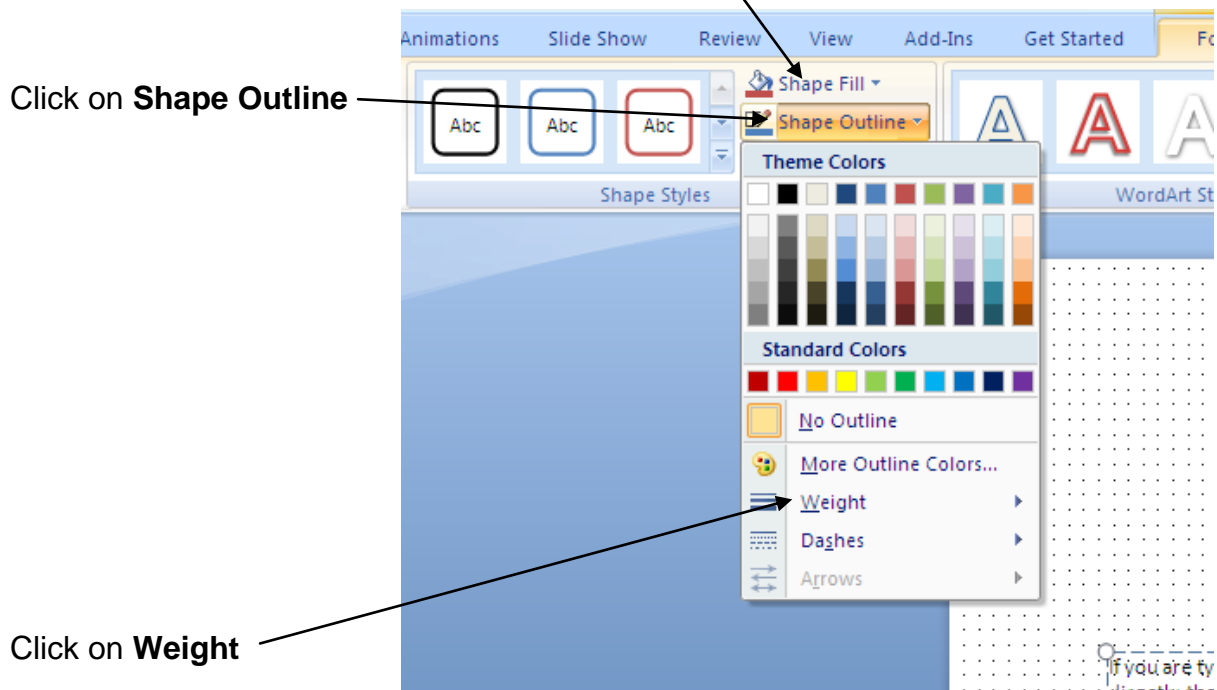 Animations Slide Show Review View Add-Ins Get Started
Shape Fill
Click on Shape Outline
Abc Abc Abc
Shape Outline
A A A
Theme Colors
Shape Styles
WordArt St
Standard Colors
No Outline
More Outline Colors...
Weight
Dashes
Arrows
Click on Weight
If you are ty